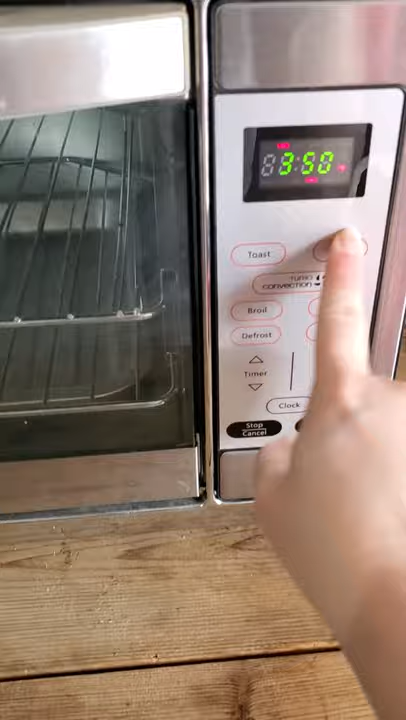 3:50
Toast
TURBO
convection
Broil
Defrost
Timer
Clock
Stop
Cancel